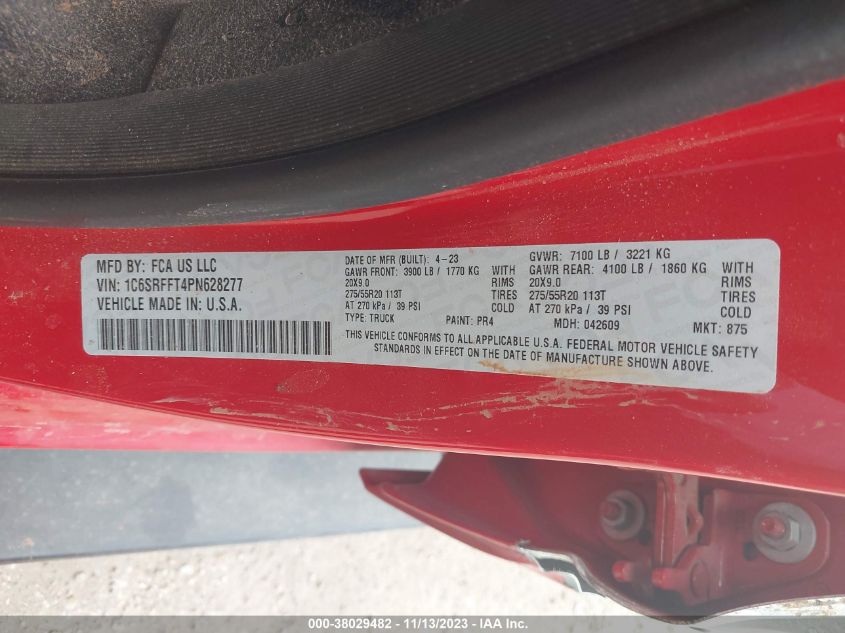 MFD BY: FCA US LLC
VIN: 1C6SRFFT4PN628277
VEHICLE MADE IN: U.S.A.
DATE OF MFR (BUILT): 4-23 GVWR: 7100 LB / 3221 KG
GAWR FRONT: 3900 LB / 1770 KG WITH GAWR REAR: 4100 LB / 1860 KG WITH
20X9.0 RIMS 20X9.0 RIMS
275/55R20 113T TIRES 275/55R20 113T TIRES
AT 270 kPa / 39 PSI COLD AT 270 kPa / 39 PSI COLD
TYPE: TRUCK PAINT: PR4 MDH: 042609 MKT: 875
THIS VEHICLE CONFORMS TO ALL APPLICABLE U.S.A. FEDERAL MOTOR VEHICLE SAFETY
STANDARDS IN EFFECT ON THE DATE OF MANUFACTURE SHOWN ABOVE.
000-38029482 - 11/13/2023 - IAA Inc.